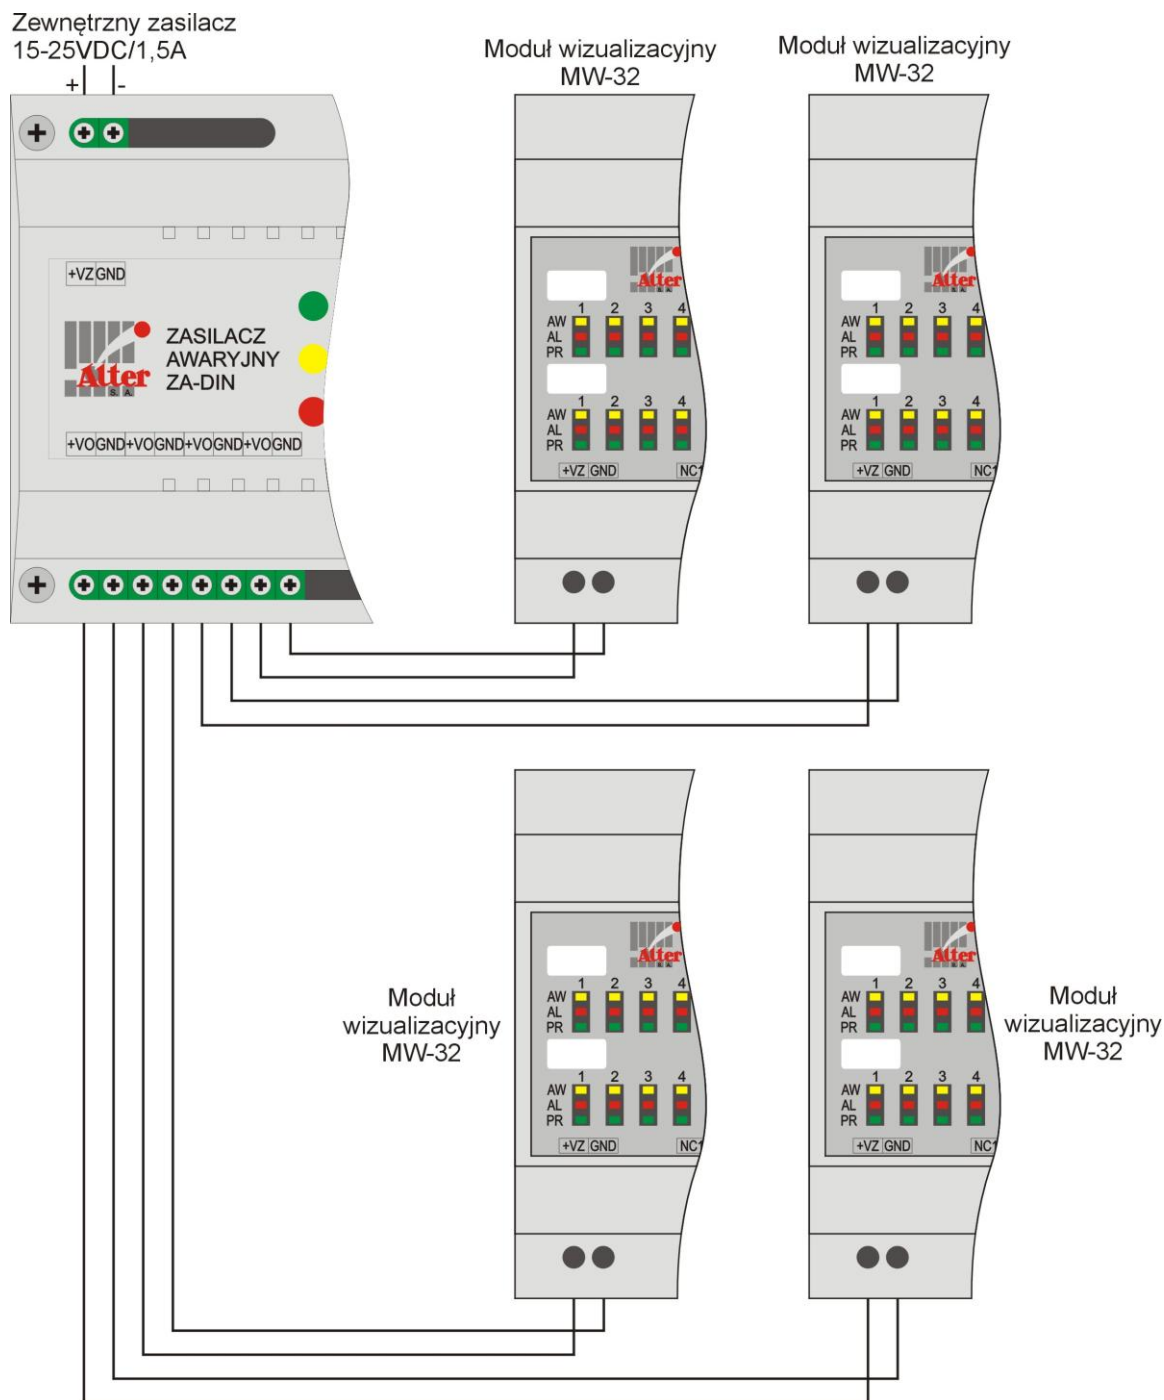 Zewnętrzny zasilacz
15-25VDC/1,5A
+ -
Moduł wizualizacyjny
MW-32
Moduł wizualizacyjny
MW-32
+VZ GND
Alter
S. A.
ZASILACZ
AWARYJNY
ZA-DIN
+VO GND +VO GND +VO GND +VO GND
Alter
S. A.
1 2 3 4
AW
AL
PR
1 2 3 4
AW
AL
PR
+VZ GND NC1
Alter
S. A.
1 2 3 4
AW
AL
PR
1 2 3 4
AW
AL
PR
+VZ GND NC1
Moduł
wizualizacyjny
MW-32
Alter
S. A.
1 2 3 4
AW
AL
PR
1 2 3 4
AW
AL
PR
+VZ GND NC1
Alter
S. A.
1 2 3 4
AW
AL
PR
1 2 3 4
AW
AL
PR
+VZ GND NC1
Moduł
wizualizacyjny
MW-32